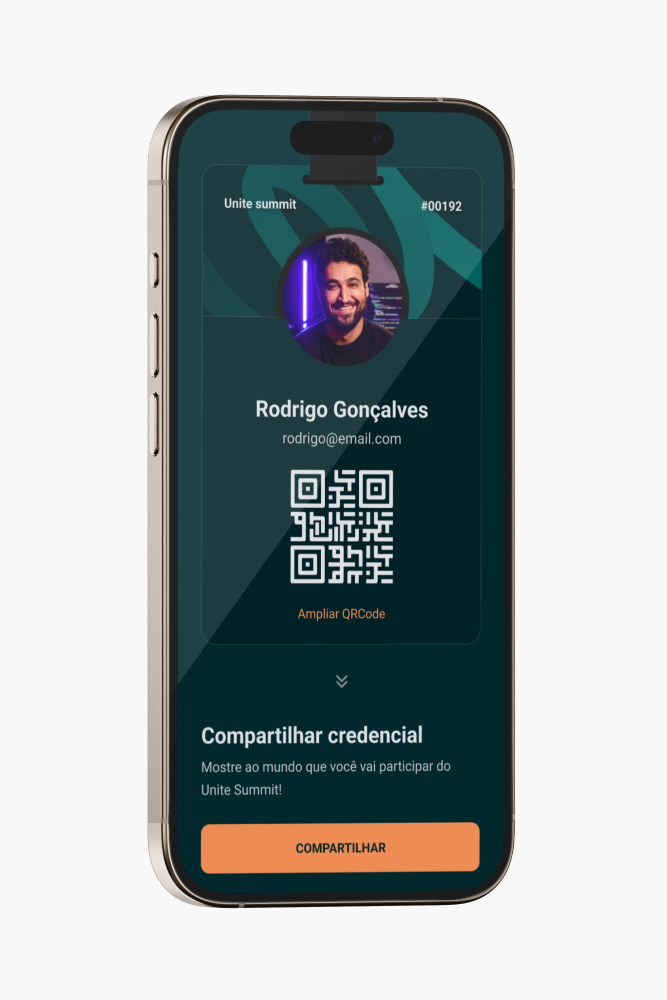 Unite summit
#00192
Rodrigo Gonçalves
rodrigo@email.com
Ampliar QRCode
Compartilhar credencial
Mostre ao mundo que você vai participar do
Unite Summit!
COMPARTILHAR